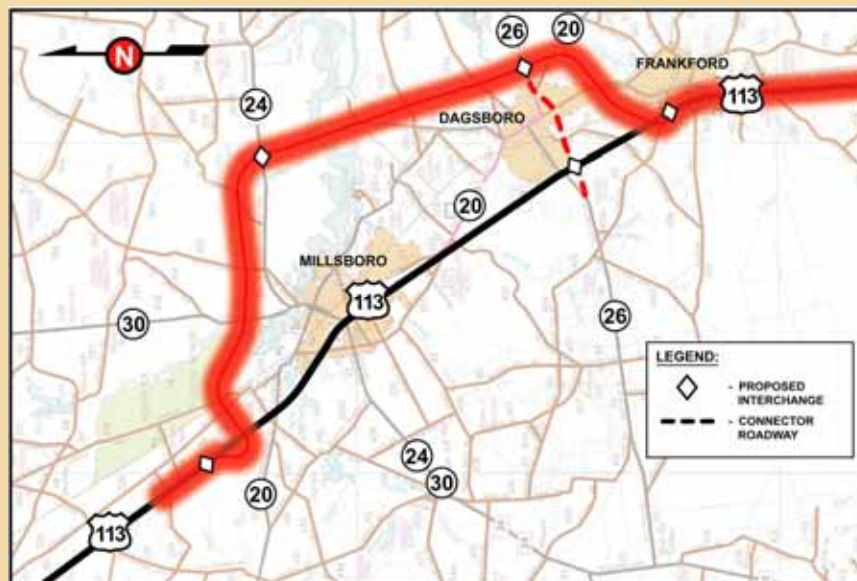 N
26
20
FRANKFORD
113
24
DAGSBORO
20
MILLSBORO
113
30
26
LEGEND:
- PROPOSED
INTERCHANGE
- CONNECTOR
ROADWAY
24
30
20
113